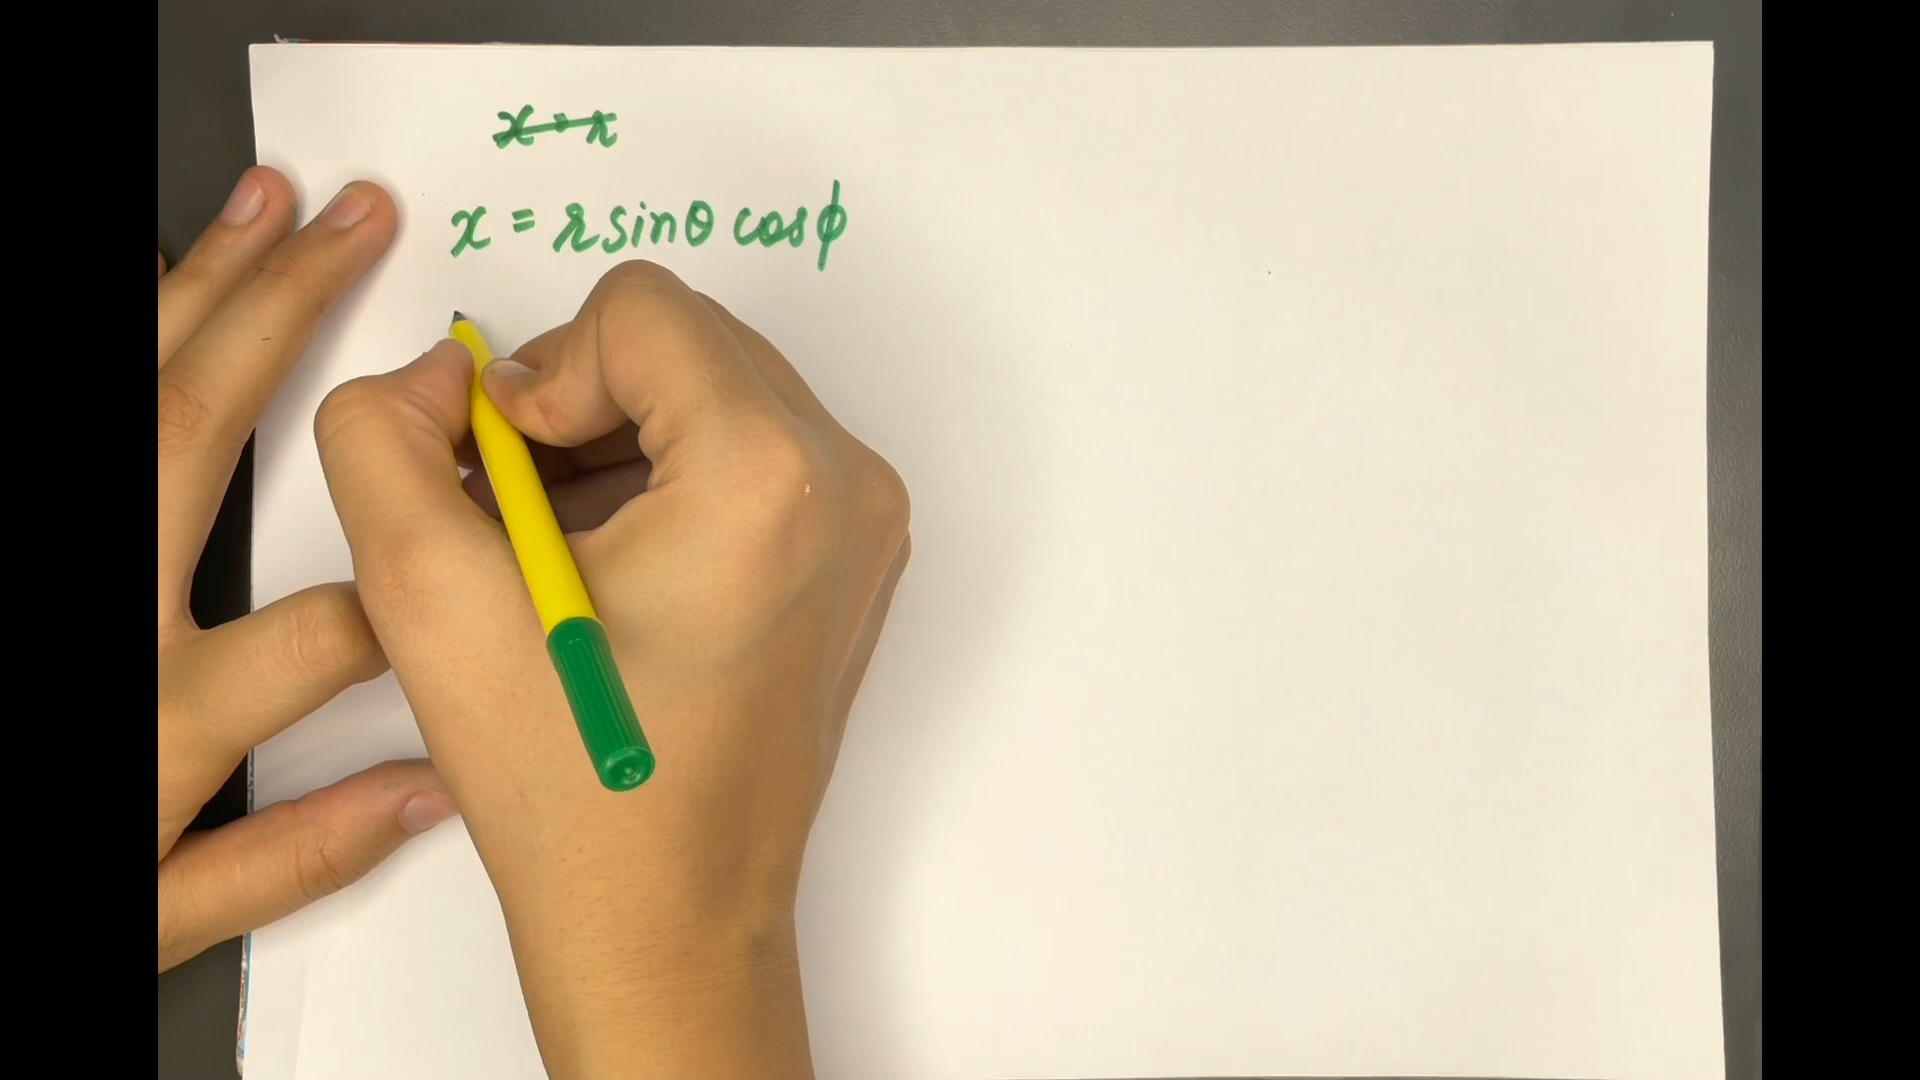 x = r
x = r sinθ cosϕ